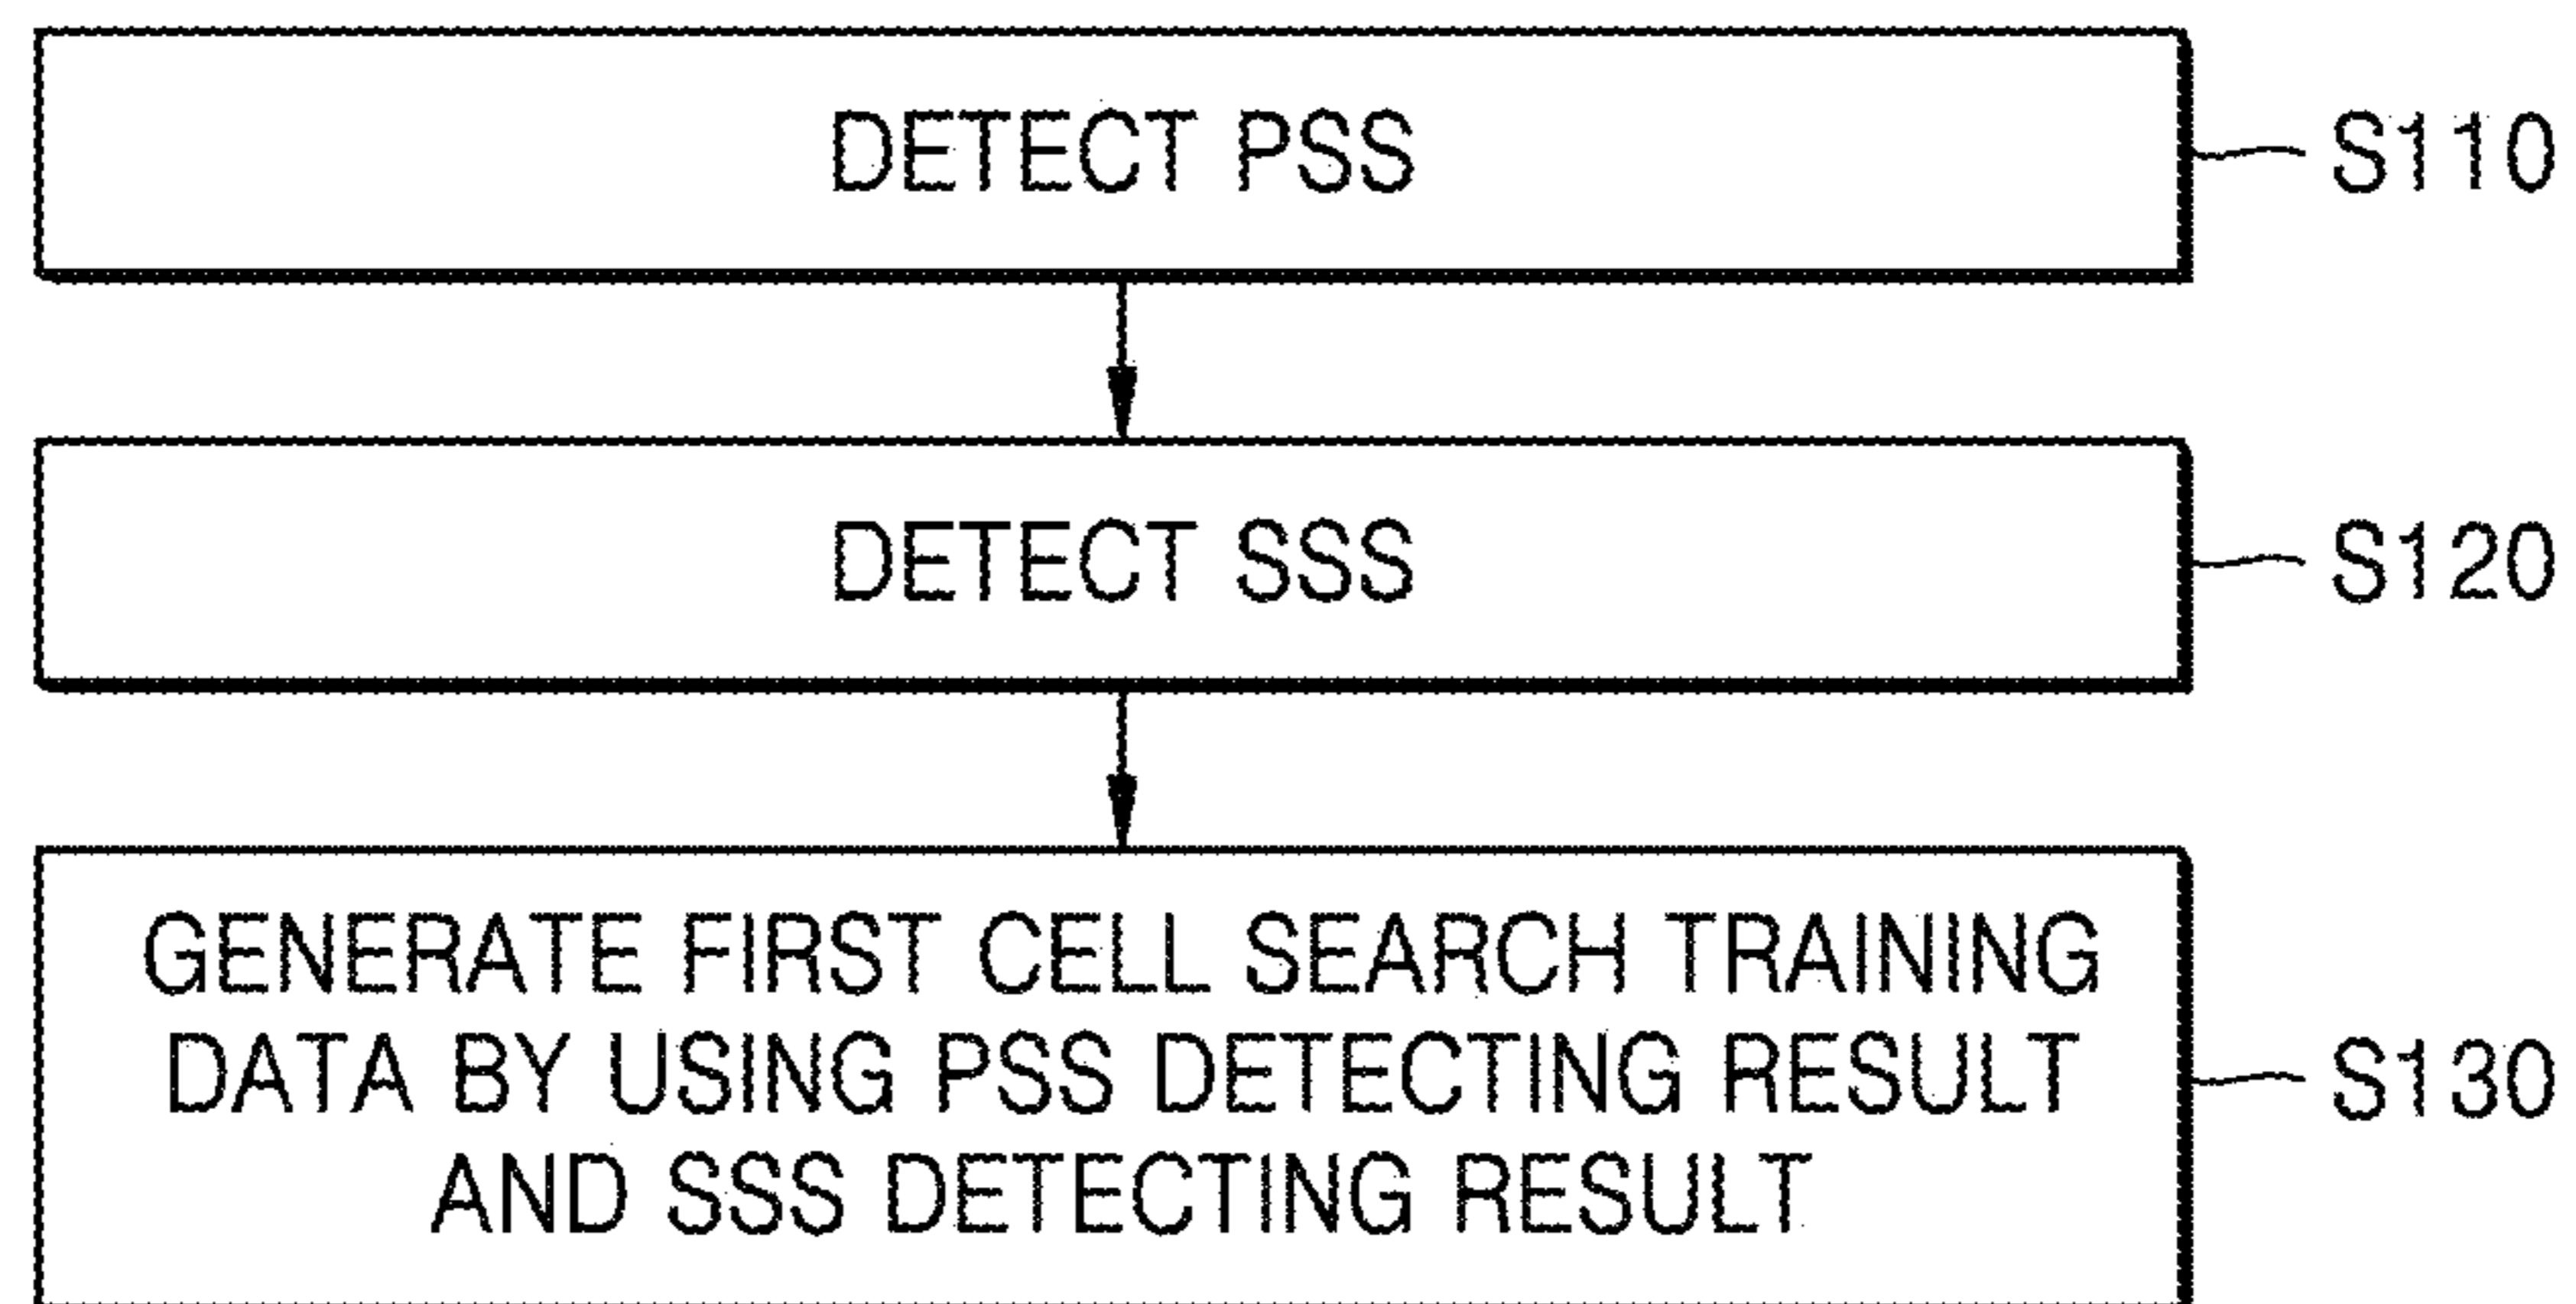 DETECT PSS
S110
DETECT SSS
S120
GENERATE FIRST CELL SEARCH TRAINING
DATA BY USING PSS DETECTING RESULT
AND SSS DETECTING RESULT
S130